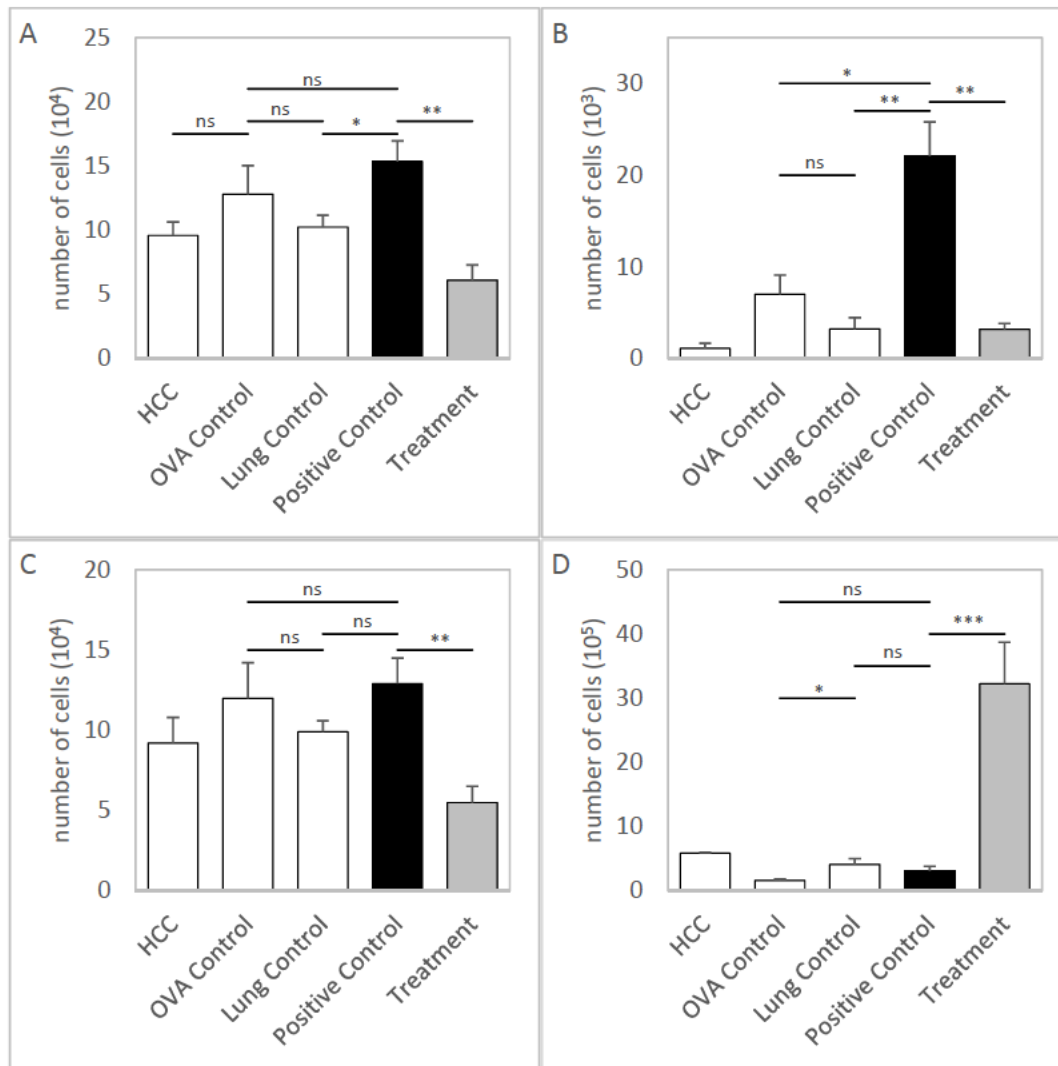 A
number of cells (10⁴)
25
20
15
10
5
0
ns
ns
ns
*
**
HCC
OVA Control
Lung Control
Positive Control
Treatment
B
number of cells (10³)
30
20
10
0
*
**
**
ns
HCC
OVA Control
Lung Control
Positive Control
Treatment
C
number of cells (10⁴)
20
15
10
5
0
ns
ns
ns
**
HCC
OVA Control
Lung Control
Positive Control
Treatment
D
number of cells (10⁵)
50
40
30
20
10
0
ns
***
ns
*
HCC
OVA Control
Lung Control
Positive Control
Treatment